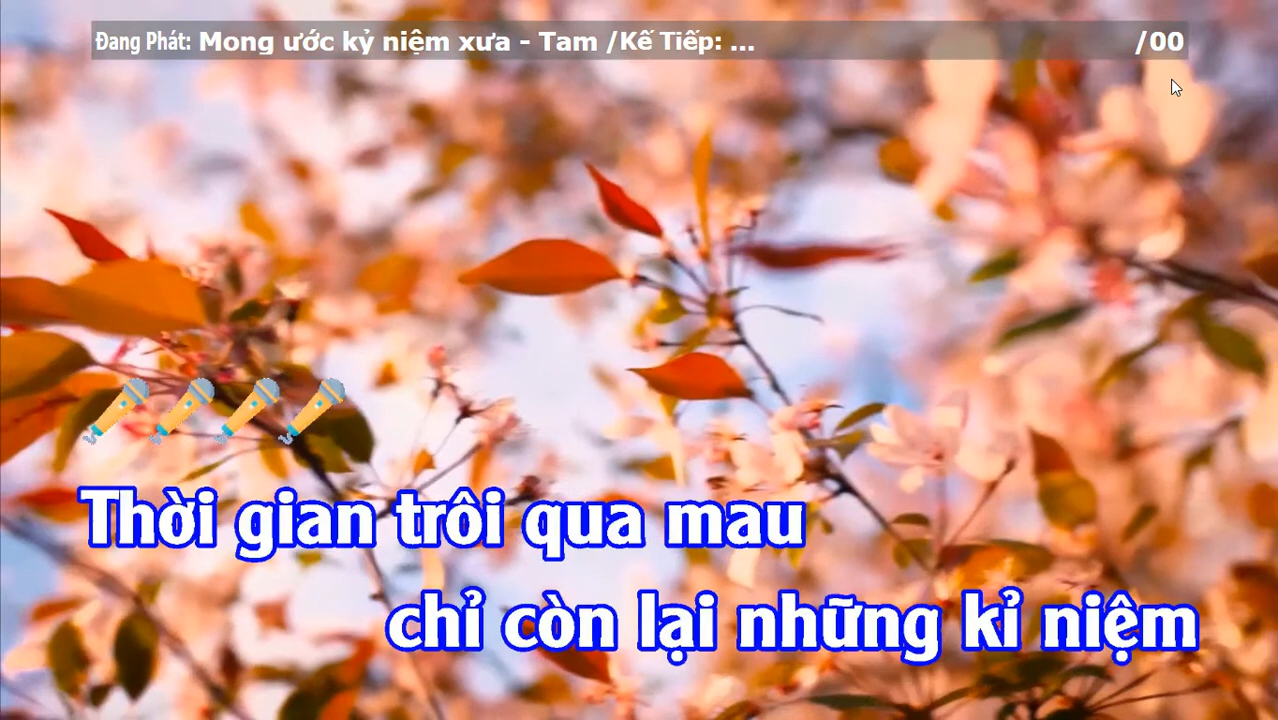 Đang Phát: Mong ước kỷ niệm xưa - Tam /Kế Tiếp: ... /00
Thời gian trôi qua mau
chỉ còn lại những kỉ niệm